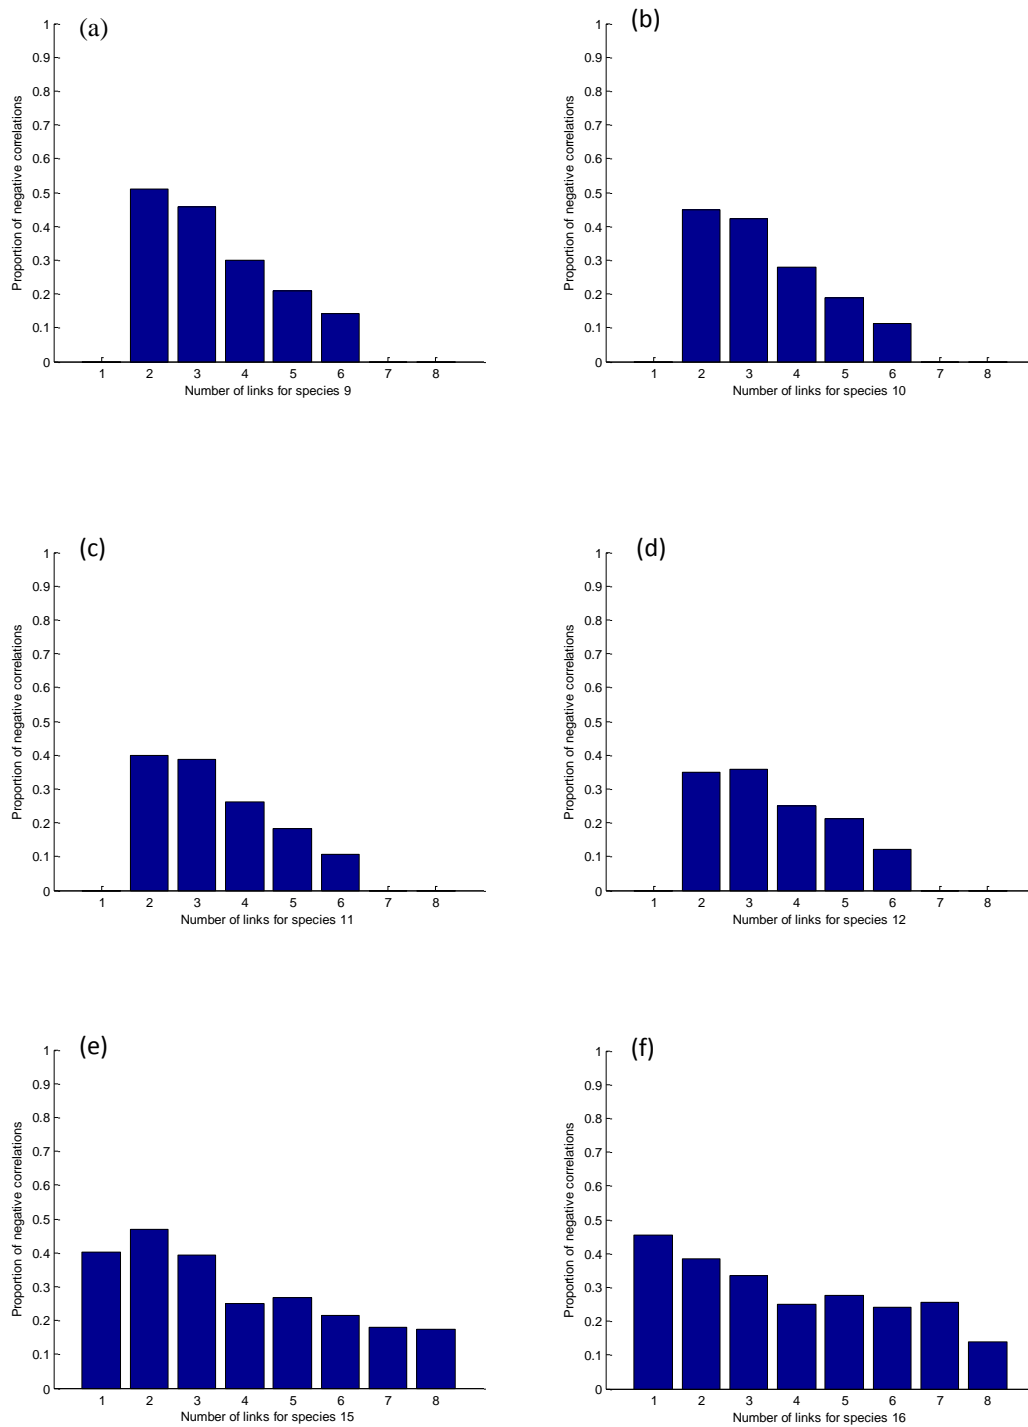 (a)
1
0.9
0.8
0.7
0.6
0.5
0.4
0.3
0.2
0.1
0
Proportion of negative correlations
1 2 3 4 5 6 7 8
Number of links for species 9
(b)
1
0.9
0.8
0.7
0.6
0.5
0.4
0.3
0.2
0.1
0
Proportion of negative correlations
1 2 3 4 5 6 7 8
Number of links for species 10
(c)
1
0.9
0.8
0.7
0.6
0.5
0.4
0.3
0.2
0.1
0
Proportion of negative correlations
1 2 3 4 5 6 7 8
Number of links for species 11
(d)
1
0.9
0.8
0.7
0.6
0.5
0.4
0.3
0.2
0.1
0
Proportion of negative correlations
1 2 3 4 5 6 7 8
Number of links for species 12
(e)
1
0.9
0.8
0.7
0.6
0.5
0.4
0.3
0.2
0.1
0
Proportion of negative correlations
1 2 3 4 5 6 7 8
Number of links for species 15
(f)
1
0.9
0.8
0.7
0.6
0.5
0.4
0.3
0.2
0.1
0
Proportion of negative correlations
1 2 3 4 5 6 7 8
Number of links for species 16